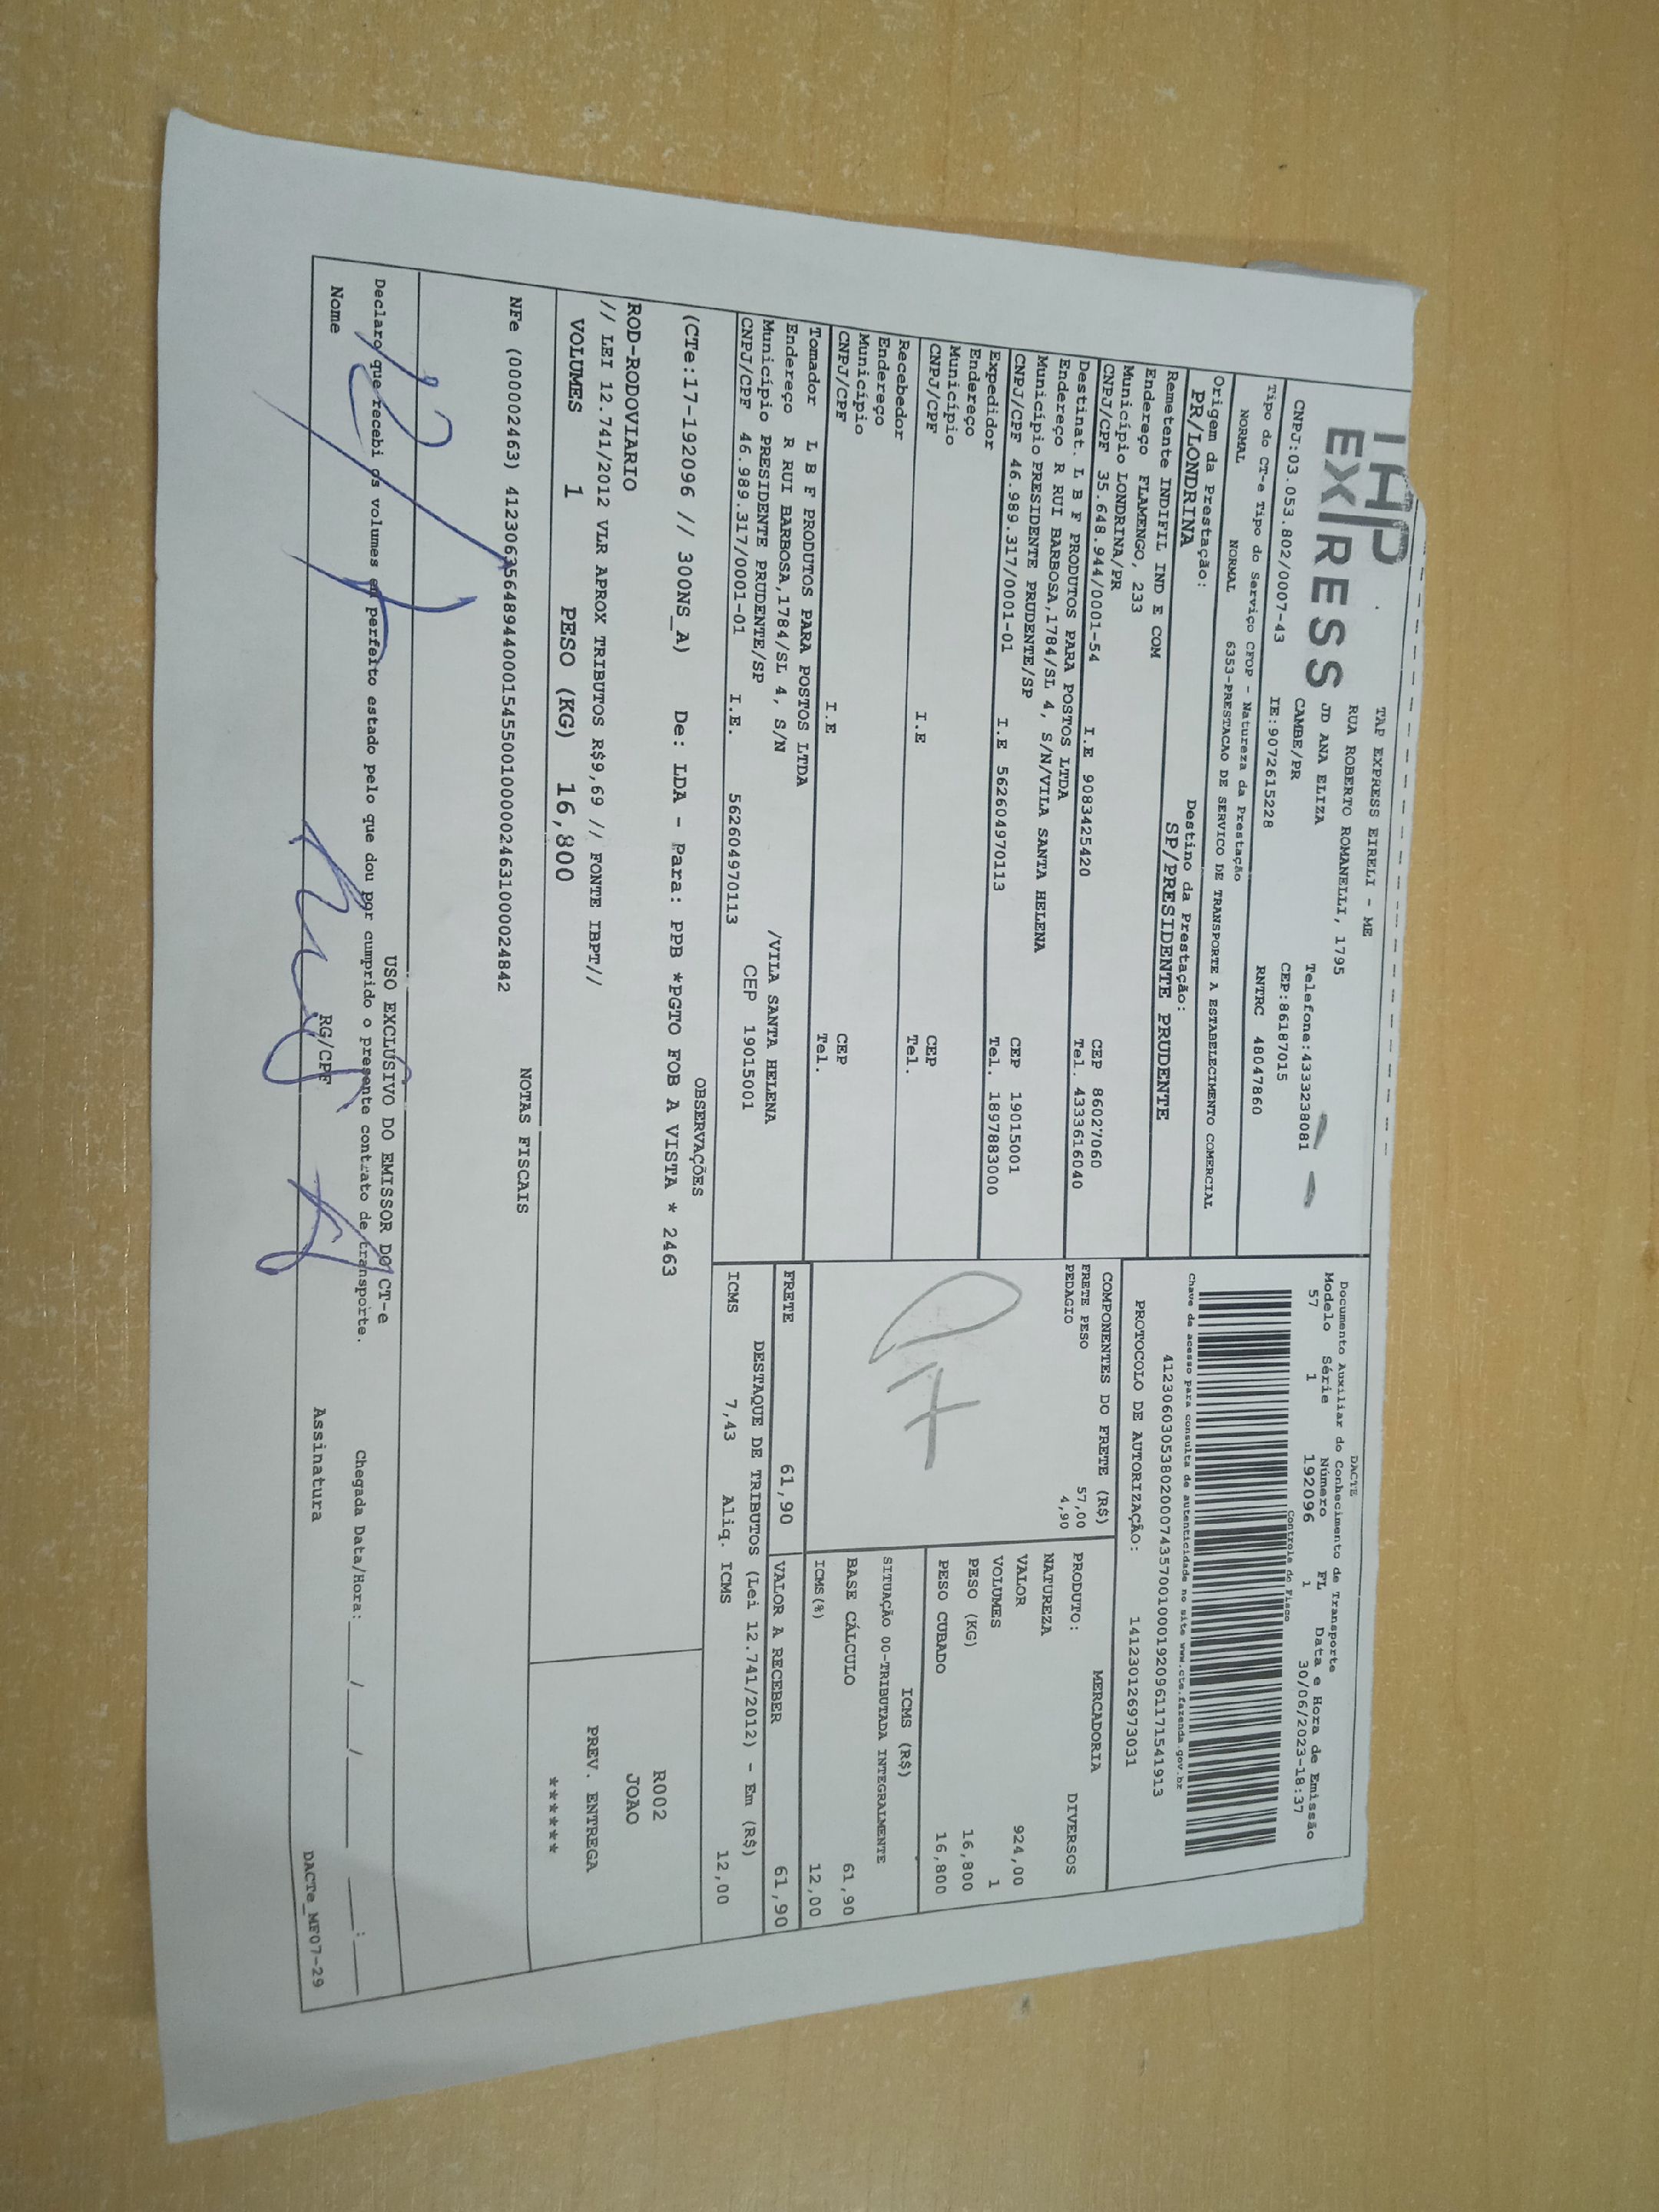 TAP
EXPRESS
TAP EXPRESS EIRELI - ME
RUA ROBERTO ROMANELLI, 1795
JD ANA ELIZA Telefone:4333238081
CAMBE/PR CEP:86187015
CNPJ:03.053.802/0007-43 IE:9072615228 RNTRC 48047860
Tipo do CT-e Tipo do Serviço CFOP - Natureza da Prestação
NORMAL NORMAL 6353-PRESTACAO DE SERVICO DE TRANSPORTE A ESTABELECIMENTO COMERCIAL
Origem da Prestação: Destino da Prestação:
PR/LONDRINA SP/PRESIDENTE PRUDENTE
Remetente INDIFIL IND E COM
Endereço FLAMENGO, 233
Município LONDRINA/PR CEP 86027060
CNPJ/CPF 35.648.944/0001-54 I.E 9083425420 Tel. 4333616040
Destinat. L B F PRODUTOS PARA POSTOS LTDA
Endereço R RUI BARBOSA,1784/SL 4, S/N/VILA SANTA HELENA
Município PRESIDENTE PRUDENTE/SP CEP 19015001
CNPJ/CPF 46.989.317/0001-01 I.E 562604970113 Tel. 1897883000
Expedidor
Endereço
Município CEP
CNPJ/CPF I.E Tel.
Recebedor
Endereço
Município CEP
CNPJ/CPF I.E Tel.
Tomador L B F PRODUTOS PARA POSTOS LTDA
Endereço R RUI BARBOSA,1784/SL 4, S/N /VILA SANTA HELENA
Município PRESIDENTE PRUDENTE/SP CEP 19015001
CNPJ/CPF 46.989.317/0001-01 I.E. 562604970113
DACTE
Documento Auxiliar do Conhecimento de Transporte
Modelo Série Número FL Data e Hora de Emissão
57 1 192096 1 30/06/2023-18:37
Controle do Fisco
Chave de acesso para consulta de autenticidade no site www.cte.fazenda.gov.br
41230603053802000743570010001920961171541913
PROTOCOLO DE AUTORIZAÇÃO: 141230126973031
COMPONENTES DO FRETE (R$)
FRETE PESO 57,00
PEDAGIO 4,90
MERCADORIA
PRODUTO: DIVERSOS
NATUREZA
VALOR 924,00
VOLUMES 1
PESO (KG) 16,800
PESO CUBADO 16,800
ICMS (R$)
SITUAÇÃO 00-TRIBUTADA INTEGRALMENTE
BASE CÁLCULO 61,90
ICMS(%) 12,00
FRETE 61,90 VALOR A RECEBER 61,90
DESTAQUE DE TRIBUTOS (Lei 12.741/2012) - Em (R$)
ICMS 7,43 Aliq. ICMS 12,00
OBSERVAÇÕES
(CTe:17-192096 // 300NS_A) De: LDA - Para: PPB *PGTO FOB A VISTA * 2463
ROD-RODOVIARIO
// LEI 12.741/2012 VLR APROX TRIBUTOS R$9,69 // FONTE IBPT//
VOLUMES 1 PESO (KG) 16,800
R002
JOAO
PREV. ENTREGA
******
NOTAS FISCAIS
NFe (000002463) 41230635648944000154550010000024631000024842
USO EXCLUSIVO DO EMISSOR DO CT-e
Declaro que recebi os volumes em perfeito estado pelo que dou por cumprido o presente contrato de transporte. Chegada Data/Hora:____/___/______ ____:____
Nome RG/CPF Assinatura
DACTe_MF07-29